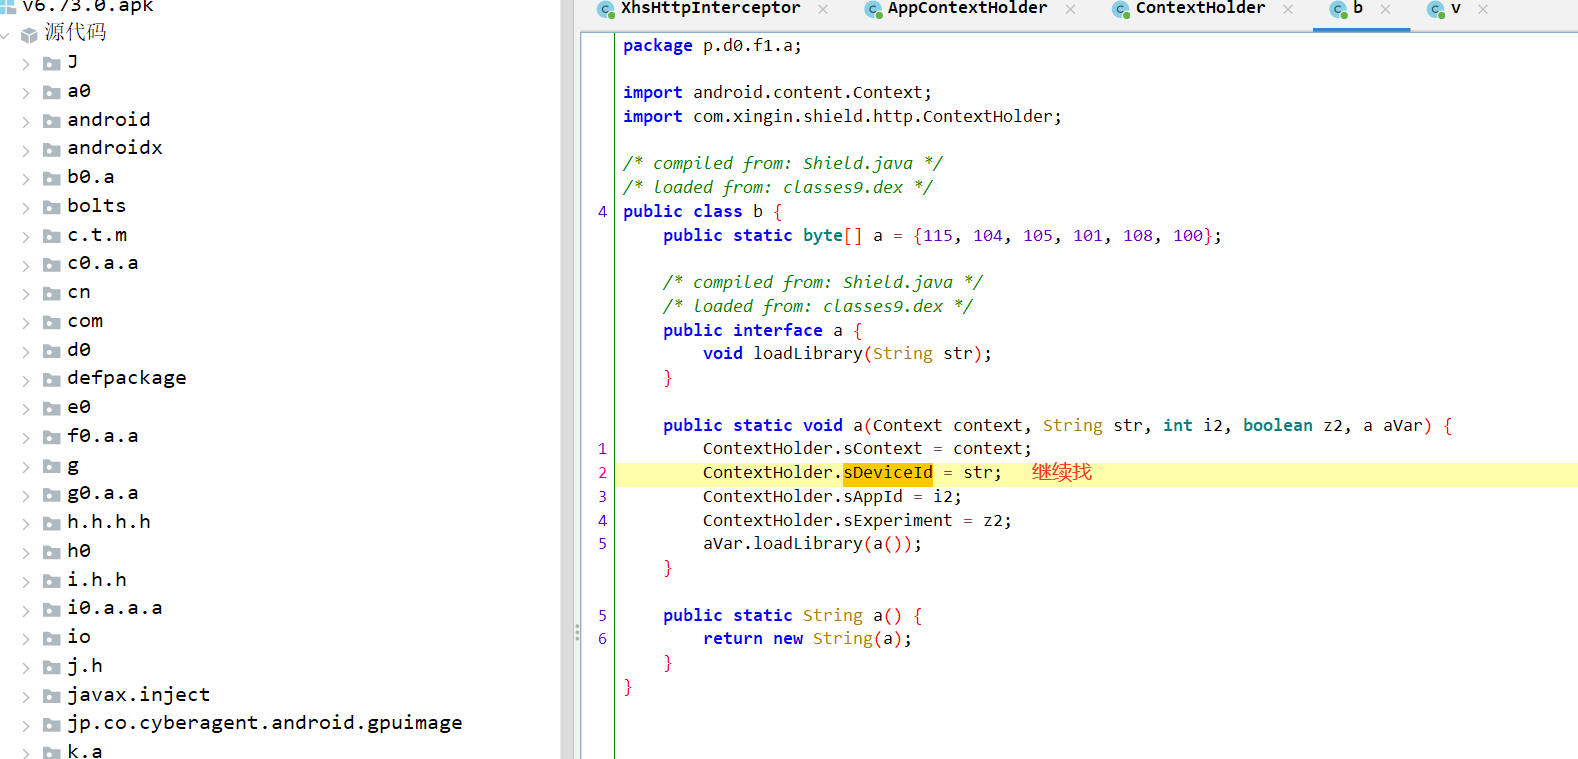 v6.73.0.apk
源代码
J
a0
android
androidx
b0.a
bolts
c.t.m
c0.a.a
cn
com
d0
defpackage
e0
f0.a.a
g
g0.a.a
h.h.h.h
h0
i.h.h
i0.a.a.a
io
j.h
javax.inject
jp.co.cyberagent.android.gpuimage
k.a
XhsHttpInterceptor
AppContextHolder
ContextHolder
b
v
package p.d0.f1.a;
import android.content.Context;
import com.xingin.shield.http.ContextHolder;
/* compiled from: Shield.java */
/* loaded from: classes9.dex */
4 public class b {
public static byte[] a = {115, 104, 105, 101, 108, 100};
/* compiled from: Shield.java */
/* loaded from: classes9.dex */
public interface a {
void loadLibrary(String str);
}
public static void a(Context context, String str, int i2, boolean z2, a aVar) {
1 ContextHolder.sContext = context;
2 ContextHolder.sDeviceId = str; 继续找
3 ContextHolder.sAppId = i2;
4 ContextHolder.sExperiment = z2;
5 aVar.loadLibrary(a());
}
5 public static String a() {
6 return new String(a);
}
}